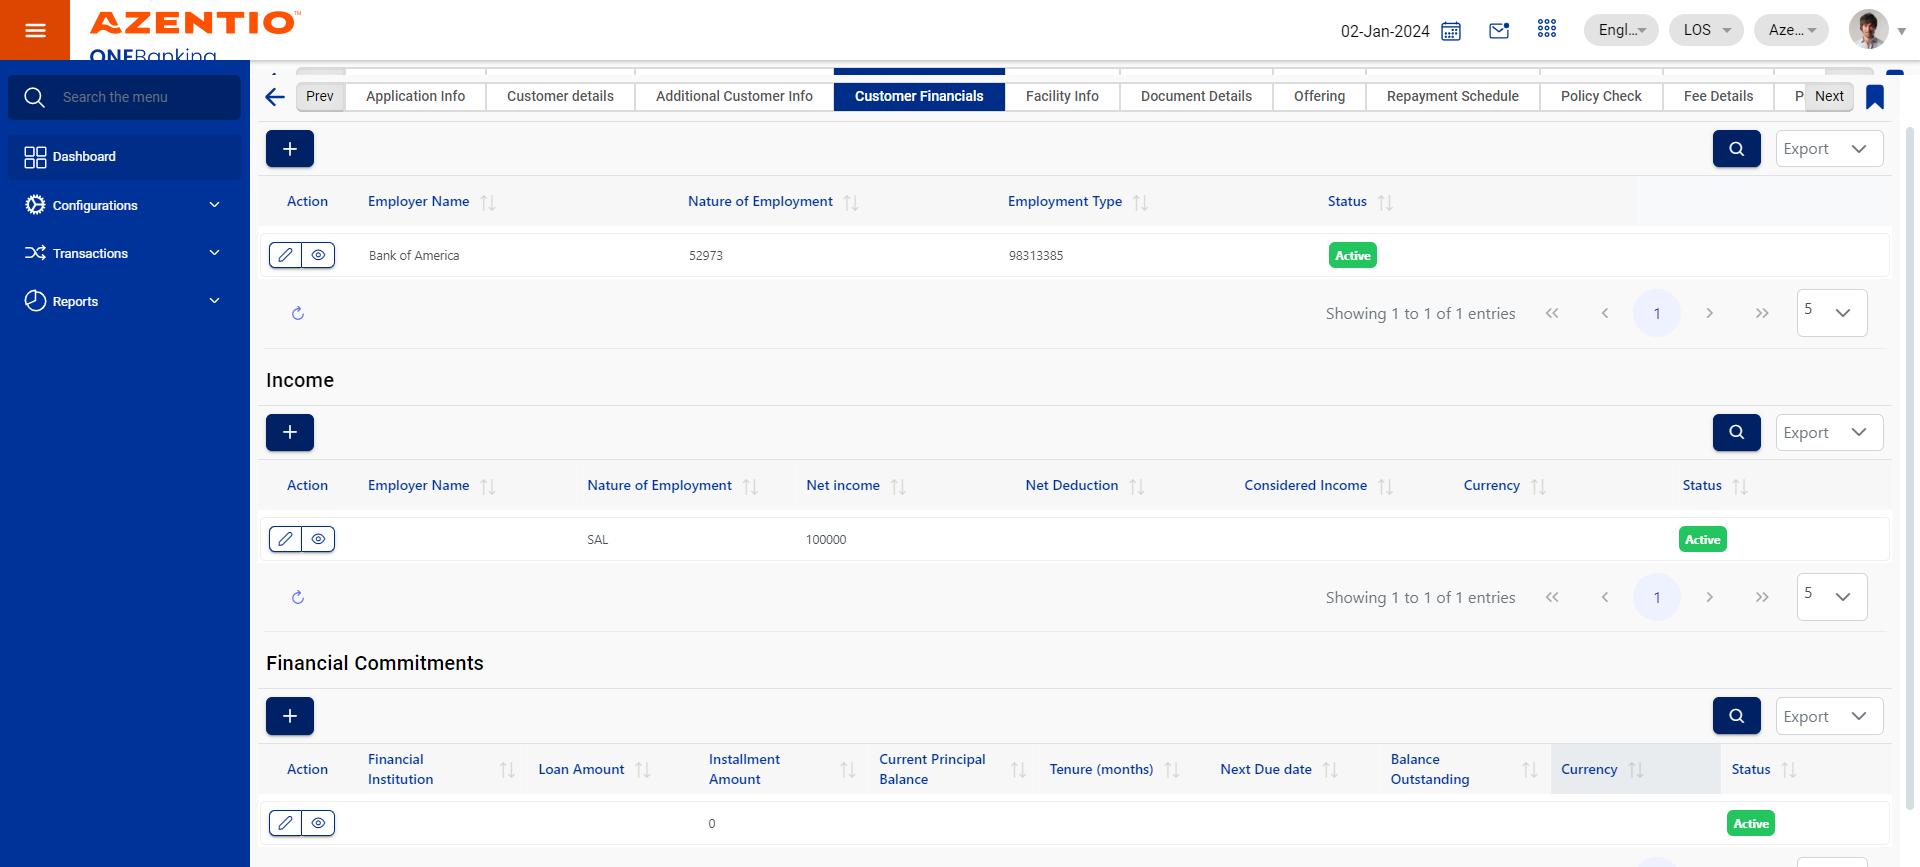 AZENTIO™
ONEBanking
02-Jan-2024
Engl...
LOS
Aze...
Search the menu
Dashboard
Configurations
Transactions
Reports
Prev
Application Info
Customer details
Additional Customer Info
Customer Financials
Facility Info
Document Details
Offering
Repayment Schedule
Policy Check
Fee Details
P
Next
Export
Action
Employer Name
Nature of Employment
Employment Type
Status
Bank of America
52973
98313385
Active
Showing 1 to 1 of 1 entries
1
5
Income
Export
Action
Employer Name
Nature of Employment
Net income
Net Deduction
Considered Income
Currency
Status
SAL
100000
Active
Showing 1 to 1 of 1 entries
1
5
Financial Commitments
Export
Action
Financial
Institution
Loan Amount
Installment
Amount
Current Principal
Balance
Tenure (months)
Next Due date
Balance
Outstanding
Currency
Status
0
Active